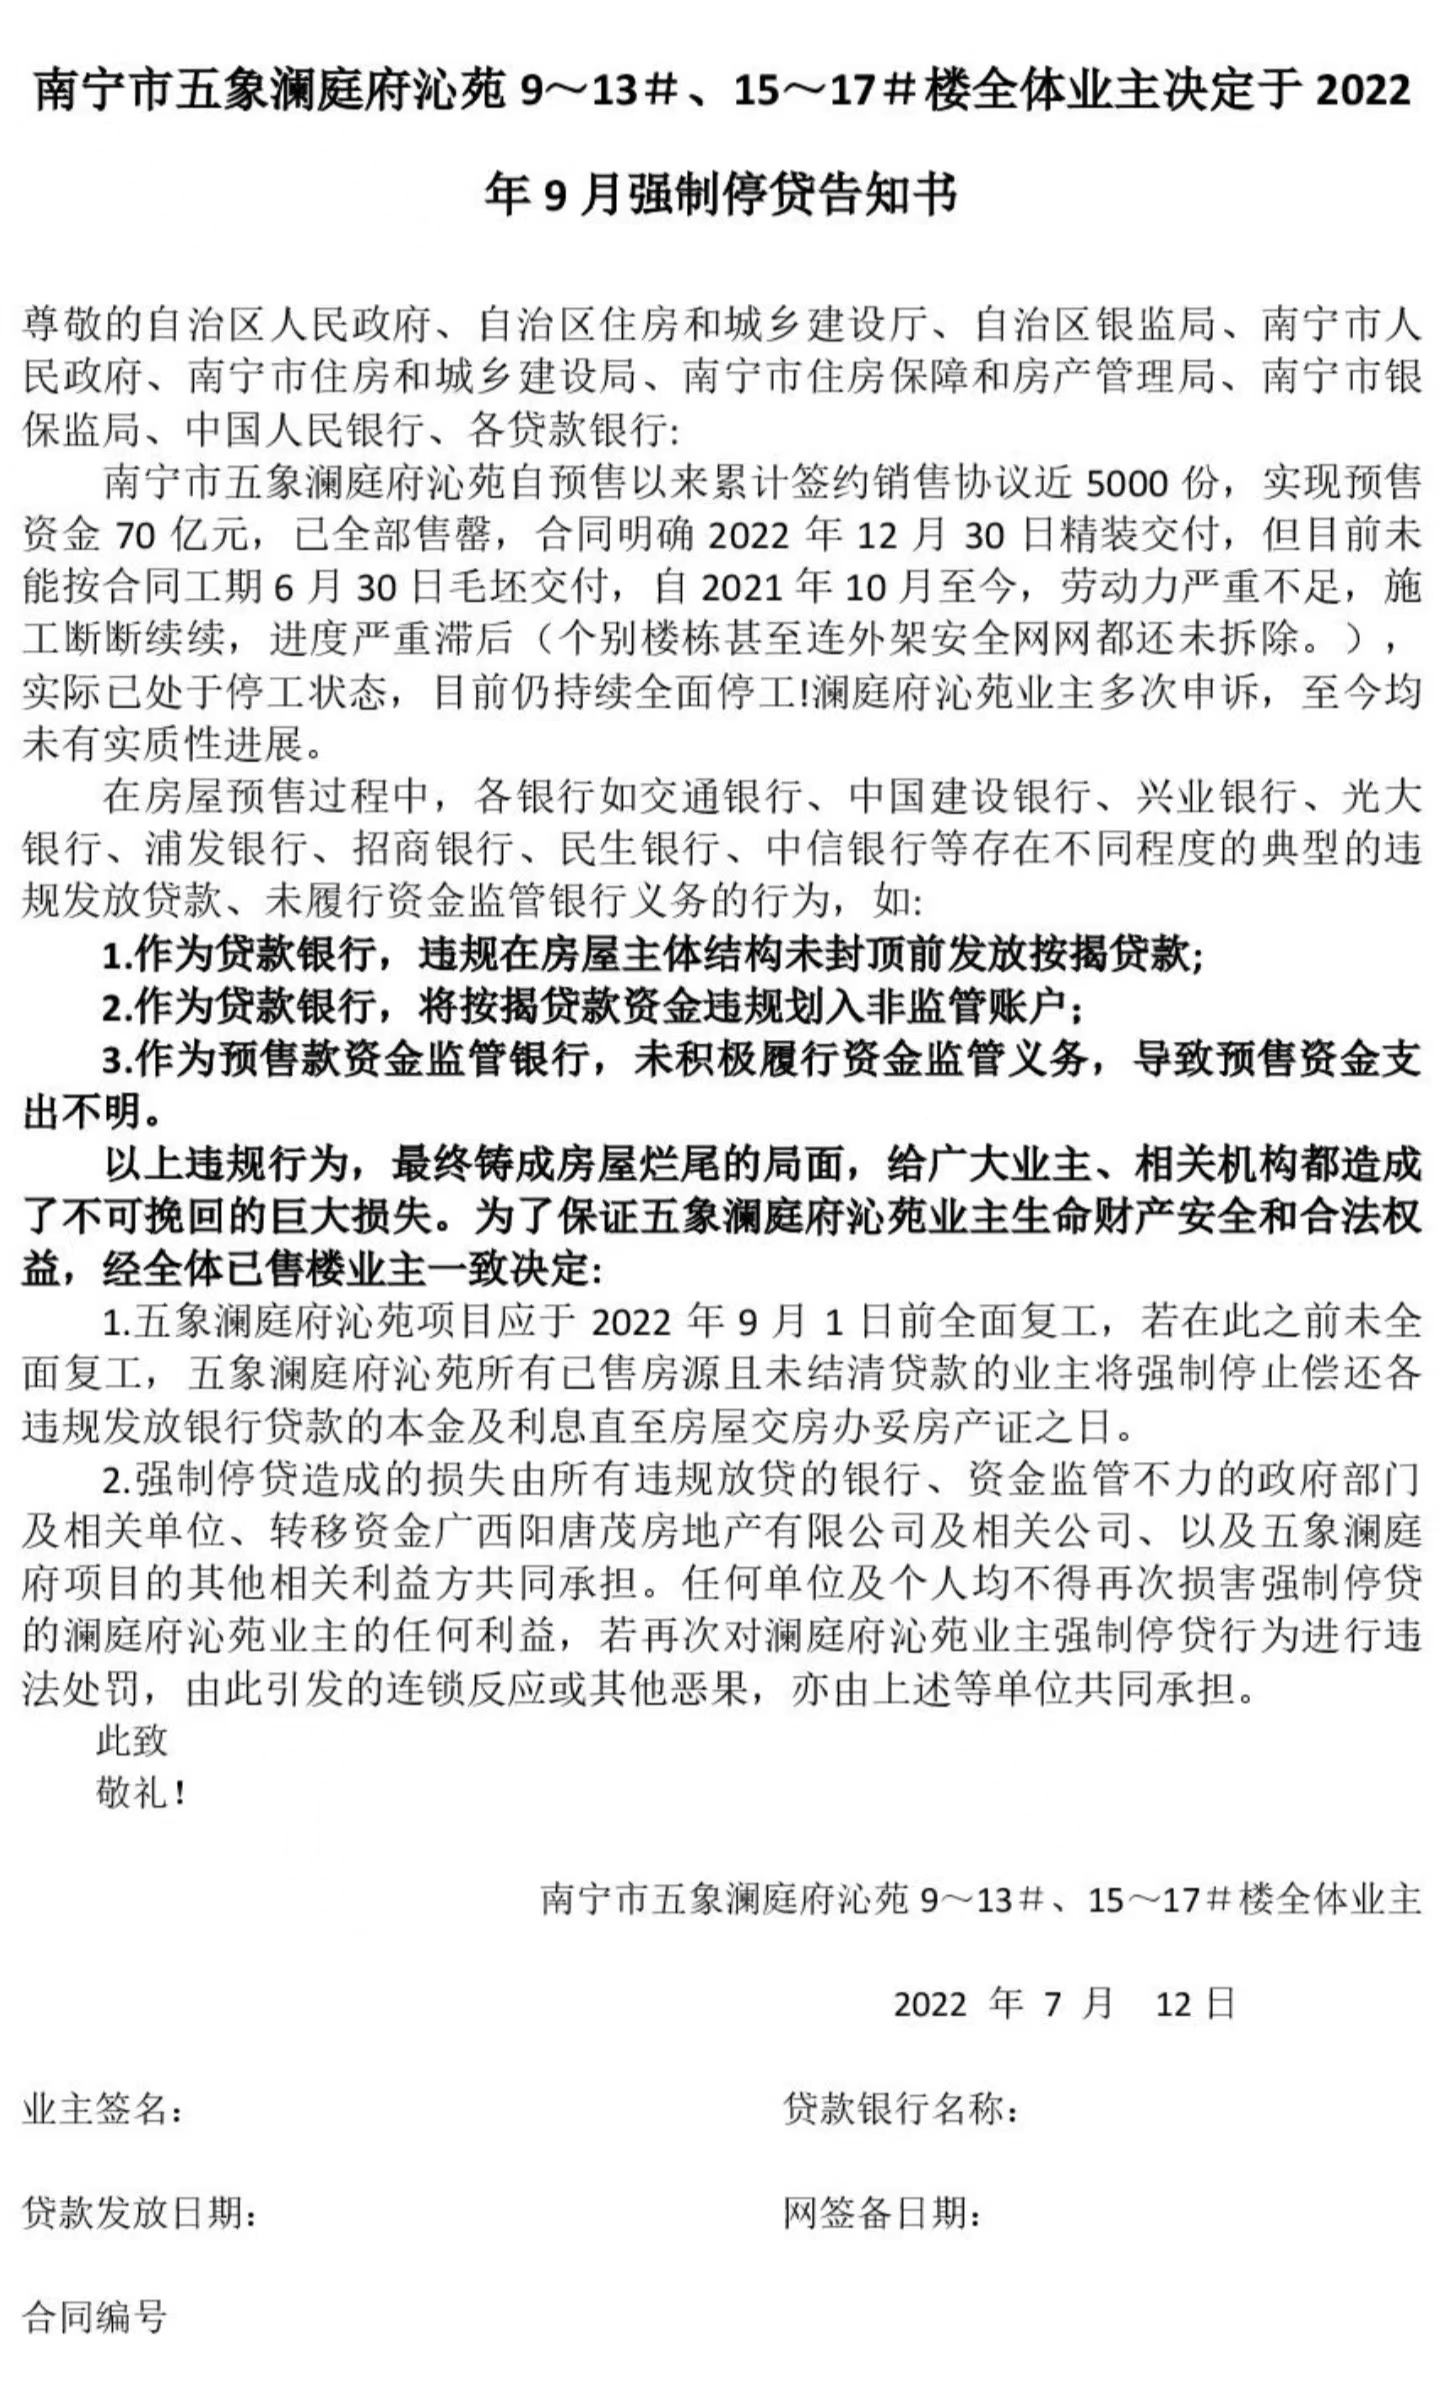 南宁市五象澜庭府沁苑 9～13＃、15～17＃楼全体业主决定于 2022
年 9 月强制停贷告知书
尊敬的自治区人民政府、自治区住房和城乡建设厅、自治区银监局、南宁市人
民政府、南宁市住房和城乡建设局、南宁市住房保障和房产管理局、南宁市银
保监局、中国人民银行、各贷款银行:
南宁市五象澜庭府沁苑自预售以来累计签约销售协议近 5000 份，实现预售
资金 70 亿元，已全部售罄，合同明确 2022 年 12 月 30 日精装交付，但目前未
能按合同工期 6 月 30 日毛坯交付，自 2021 年 10 月至今，劳动力严重不足，施
工断断续续，进度严重滞后（个别楼栋甚至连外架安全网网都还未拆除。），
实际已处于停工状态，目前仍持续全面停工!澜庭府沁苑业主多次申诉，至今均
未有实质性进展。
在房屋预售过程中，各银行如交通银行、中国建设银行、兴业银行、光大
银行、浦发银行、招商银行、民生银行、中信银行等存在不同程度的典型的违
规发放贷款、未履行资金监管银行义务的行为，如:
1.作为贷款银行，违规在房屋主体结构未封顶前发放按揭贷款;
2.作为贷款银行，将按揭贷款资金违规划入非监管账户；
3.作为预售款资金监管银行，未积极履行资金监管义务，导致预售资金支
出不明。
以上违规行为，最终铸成房屋烂尾的局面，给广大业主、相关机构都造成
了不可挽回的巨大损失。为了保证五象澜庭府沁苑业主生命财产安全和合法权
益，经全体已售楼业主一致决定:
1.五象澜庭府沁苑项目应于 2022 年 9 月 1 日前全面复工，若在此之前未全
面复工，五象澜庭府沁苑所有已售房源且未结清贷款的业主将强制停止偿还各
违规发放银行贷款的本金及利息直至房屋交房办妥房产证之日。
2.强制停贷造成的损失由所有违规放贷的银行、资金监管不力的政府部门
及相关单位、转移资金广西阳唐茂房地产有限公司及相关公司、以及五象澜庭
府项目的其他相关利益方共同承担。任何单位及个人均不得再次损害强制停贷
的澜庭府沁苑业主的任何利益，若再次对澜庭府沁苑业主强制停贷行为进行违
法处罚，由此引发的连锁反应或其他恶果，亦由上述等单位共同承担。
此致
敬礼！
南宁市五象澜庭府沁苑 9～13＃、15～17＃楼全体业主
2022 年 7 月 12 日
业主签名： 贷款银行名称：
贷款发放日期： 网签备日期：
合同编号